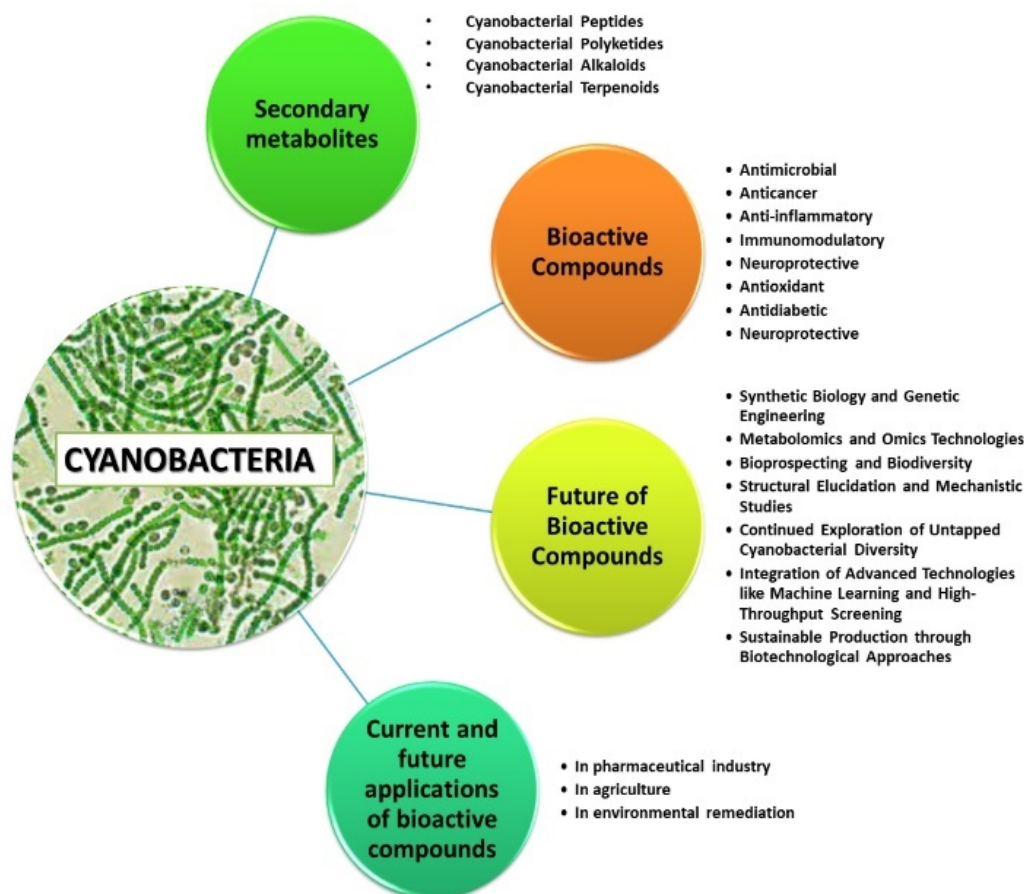 • Cyanobacterial Peptides
• Cyanobacterial Polyketides
• Cyanobacterial Alkaloids
• Cyanobacterial Terpenoids
Secondary
metabolites
Bioactive
Compounds
• Antimicrobial
• Anticancer
• Anti-inflammatory
• Immunomodulatory
• Neuroprotective
• Antioxidant
• Antidiabetic
• Neuroprotective
CYANOBACTERIA
Future of
Bioactive
Compounds
• Synthetic Biology and Genetic
Engineering
• Metabolomics and Omics Technologies
• Bioprospecting and Biodiversity
• Structural Elucidation and Mechanistic
Studies
• Continued Exploration of Untapped
Cyanobacterial Diversity
• Integration of Advanced Technologies
like Machine Learning and High-
Throughput Screening
• Sustainable Production through
Biotechnological Approaches
Current and
future
applications
of bioactive
compounds
• In pharmaceutical industry
• In agriculture
• In environmental remediation